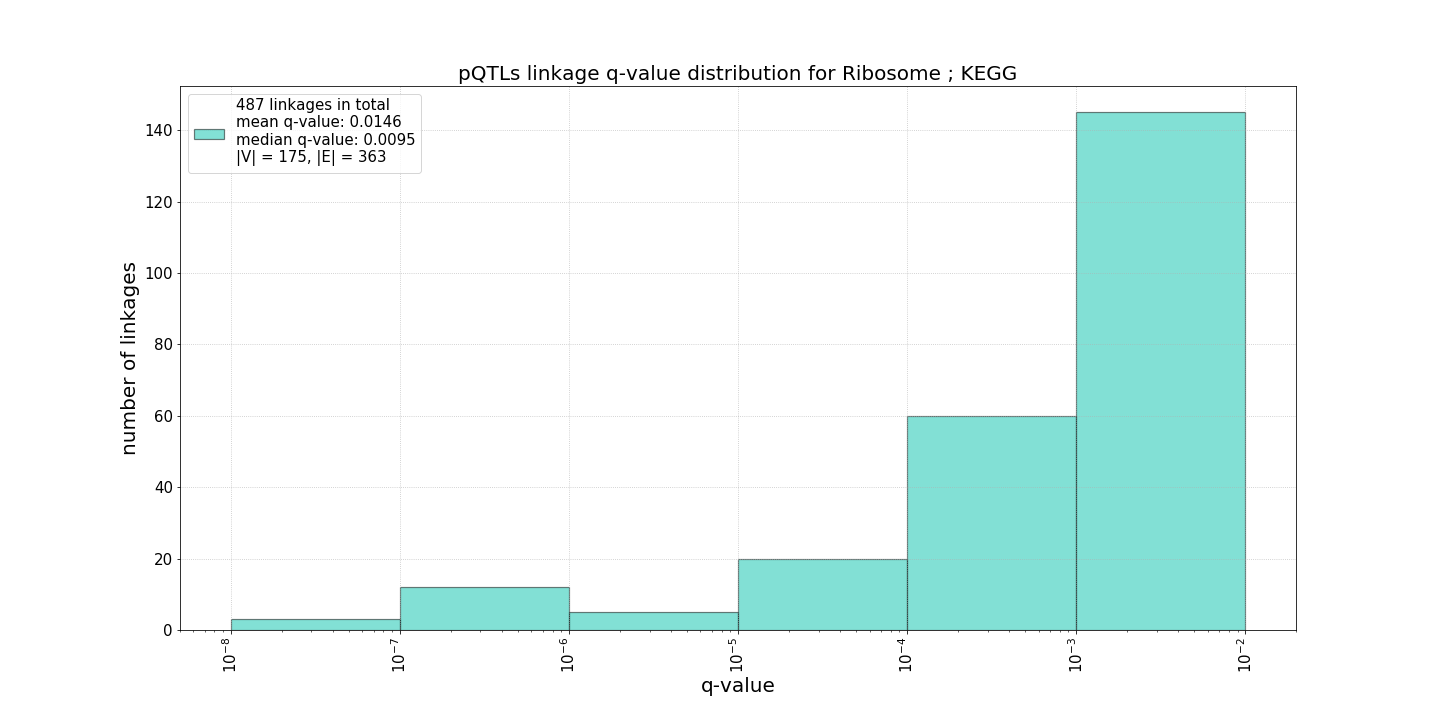 pQTLs linkage q-value distribution for Ribosome ; KEGG
487 linkages in total
mean q-value: 0.0146
median q-value: 0.0095
|V| = 175, |E| = 363
number of linkages
140
120
100
80
60
40
20
0
10⁻⁸
10⁻⁷
10⁻⁶
10⁻⁵
10⁻⁴
10⁻³
10⁻²
q-value